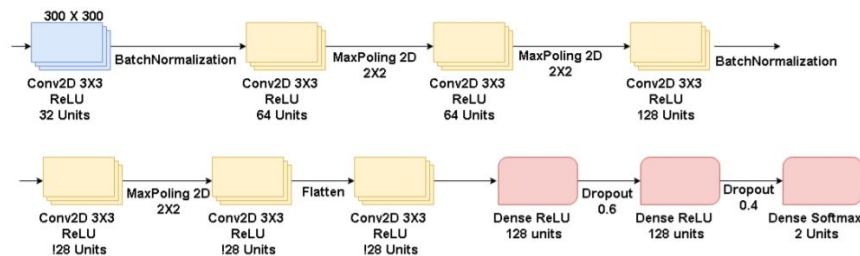 300 X 300
BatchNormalization
MaxPoling 2D
2X2
MaxPoling 2D
2X2
BatchNormalization
Conv2D 3X3
ReLU
32 Units
Conv2D 3X3
ReLU
64 Units
Conv2D 3X3
ReLU
64 Units
Conv2D 3X3
ReLU
128 Units
MaxPoling 2D
2X2
Flatten
Dropout
0.6
Dropout
0.4
Conv2D 3X3
ReLU
!28 Units
Conv2D 3X3
ReLU
!28 Units
Conv2D 3X3
ReLU
!28 Units
Dense ReLU
128 units
Dense ReLU
128 units
Dense Softmax
2 Units